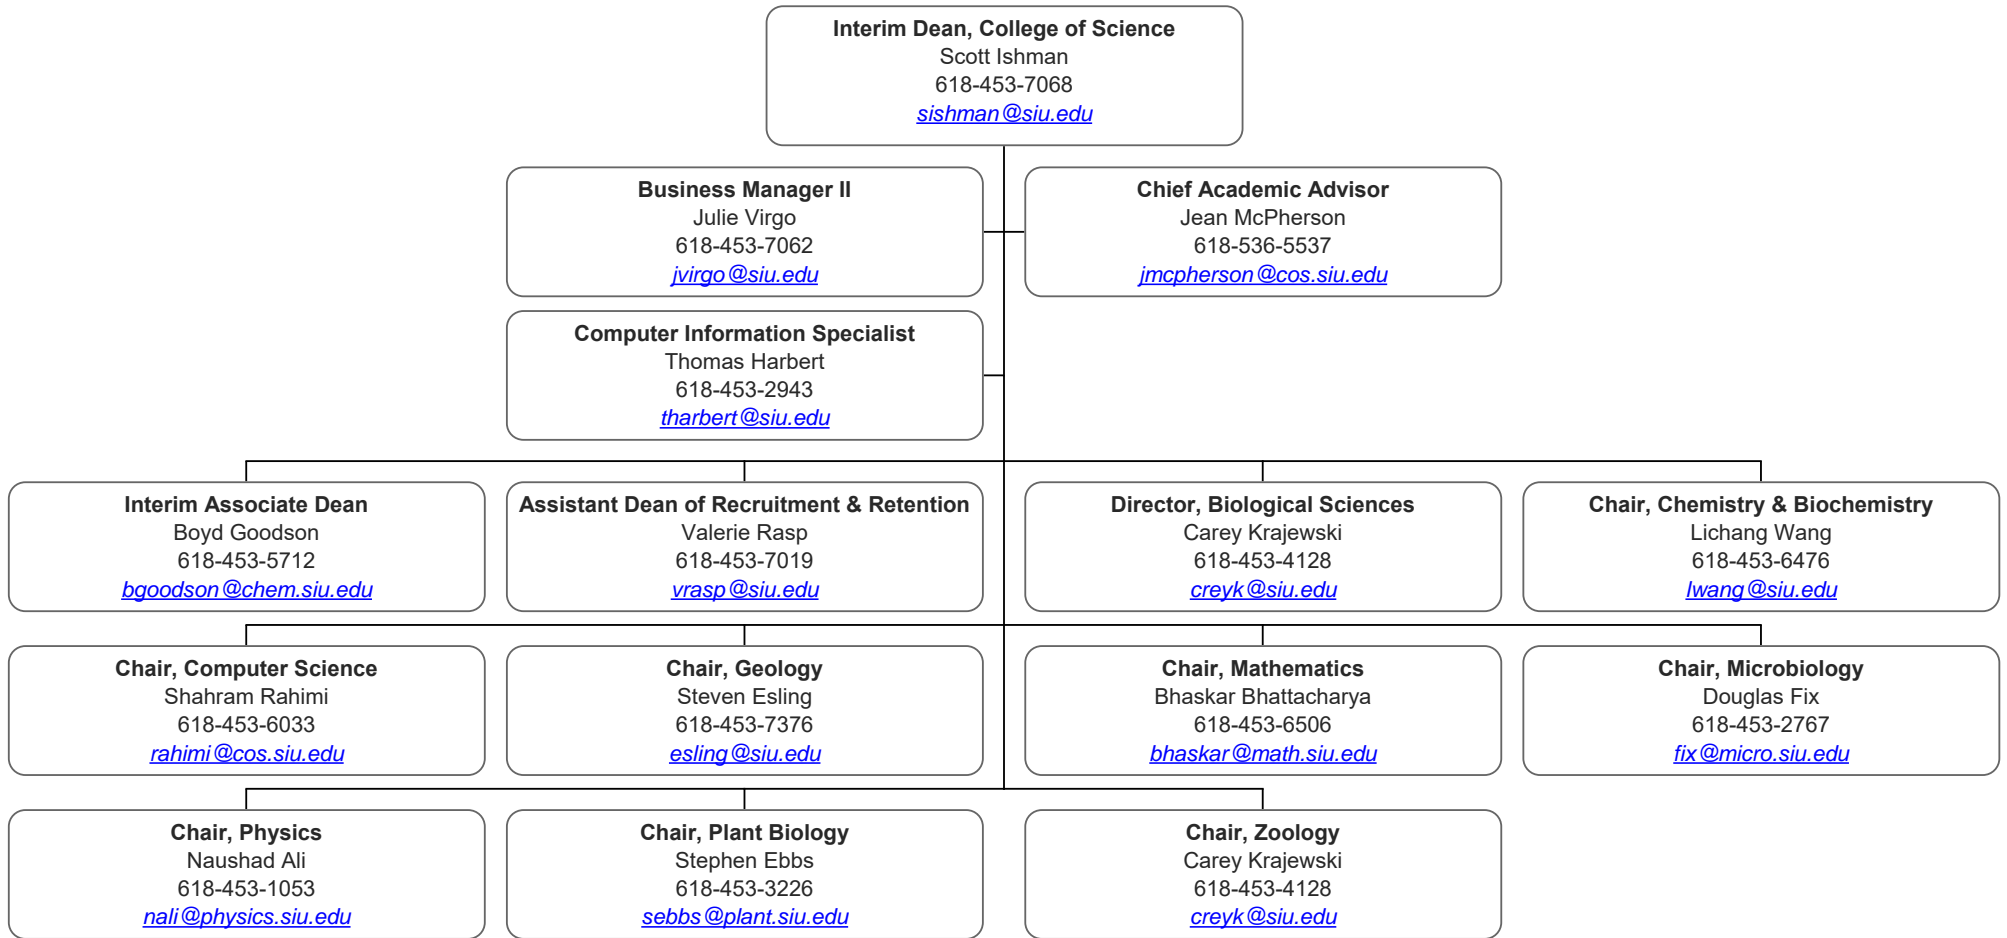 Interim Dean, College of Science
Scott Ishman
618-453-7068
sishman@siu.edu
Business Manager II
Julie Virgo
618-453-7062
jvirgo@siu.edu
Chief Academic Advisor
Jean McPherson
618-536-5537
jmcpherson@cos.siu.edu
Computer Information Specialist
Thomas Harbert
618-453-2943
tharbert@siu.edu
Interim Associate Dean
Boyd Goodson
618-453-5712
bgoodson@chem.siu.edu
Assistant Dean of Recruitment & Retention
Valerie Rasp
618-453-7019
vrasp@siu.edu
Director, Biological Sciences
Carey Krajewski
618-453-4128
creyk@siu.edu
Chair, Chemistry & Biochemistry
Lichang Wang
618-453-6476
lwang@siu.edu
Chair, Computer Science
Shahram Rahimi
618-453-6033
rahimi@cos.siu.edu
Chair, Geology
Steven Esling
618-453-7376
esling@siu.edu
Chair, Mathematics
Bhaskar Bhattacharya
618-453-6506
bhaskar@math.siu.edu
Chair, Microbiology
Douglas Fix
618-453-2767
fix@micro.siu.edu
Chair, Physics
Naushad Ali
618-453-1053
nali@physics.siu.edu
Chair, Plant Biology
Stephen Ebbs
618-453-3226
sebbs@plant.siu.edu
Chair, Zoology
Carey Krajewski
618-453-4128
creyk@siu.edu